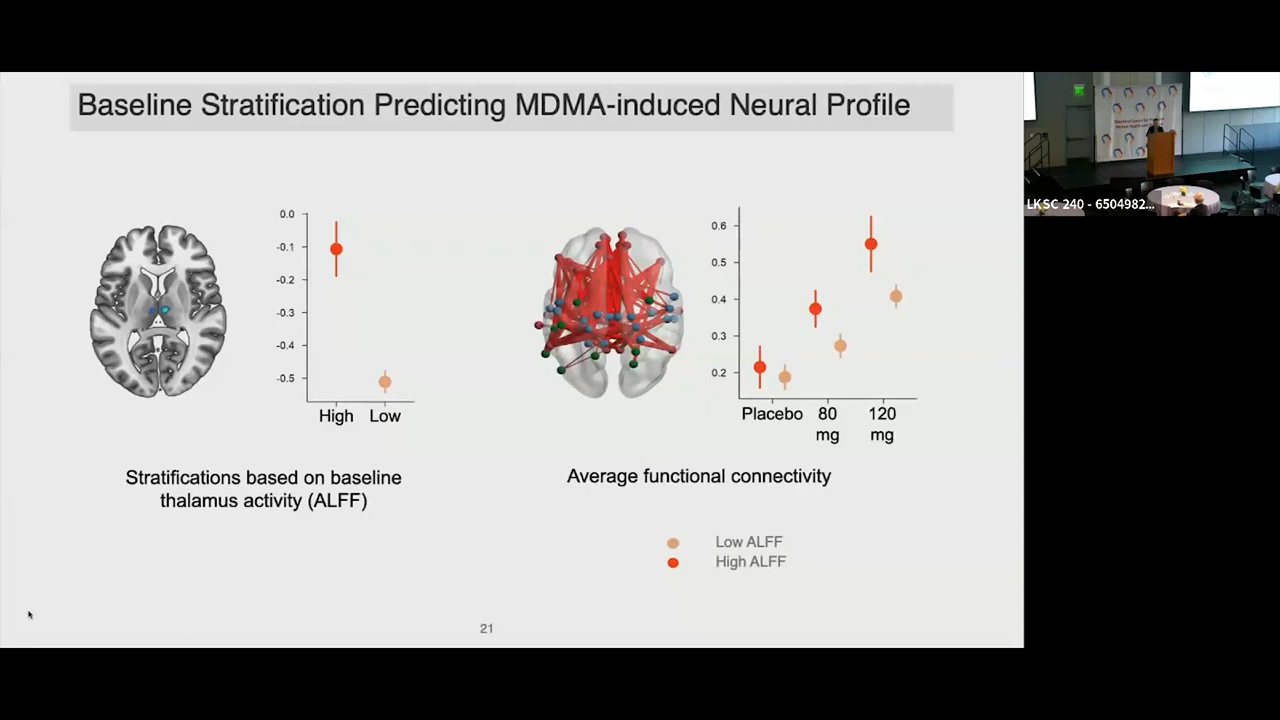 Baseline Stratification Predicting MDMA-induced Neural Profile
0.0
-0.1
-0.2
-0.3
-0.4
-0.5
High Low
Stratifications based on baseline
thalamus activity (ALFF)
0.6
0.5
0.4
0.3
0.2
Placebo 80 mg 120 mg
Average functional connectivity
Low ALFF
High ALFF
21
LKSC 240 - 6504982...